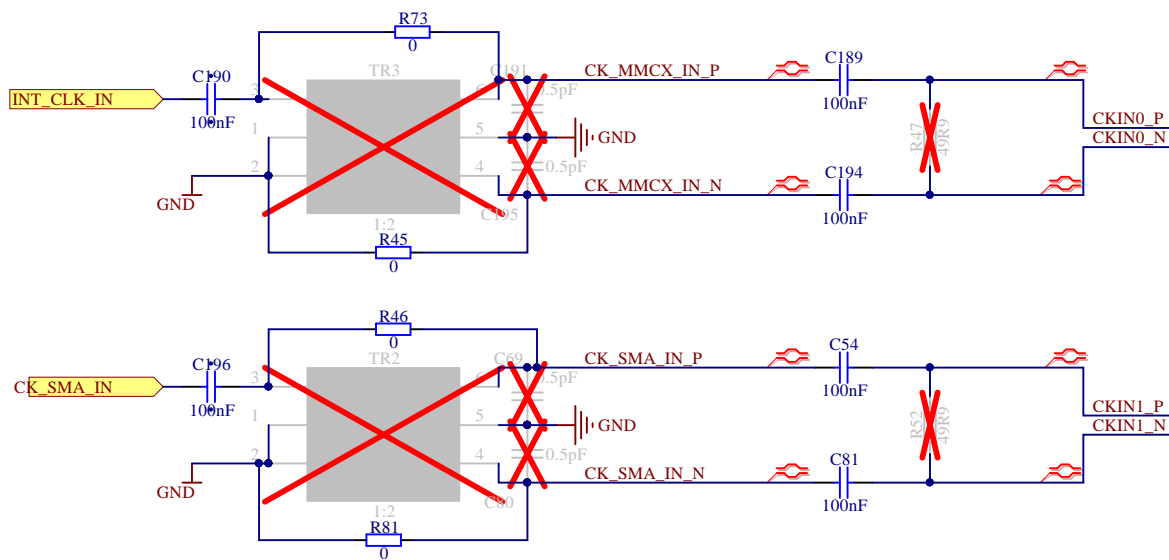 R73
0
C190
100nF
INT_CLK_IN
TR3
3
1
2
5
4
1:2
GND
R45
0
C191
0.5pF
GND
0.5pF
C195
CK_MMCX_IN_P
CK_MMCX_IN_N
C189
100nF
C194
100nF
R47
49R9
CKIN0_P
CKIN0_N
R46
0
C196
100nF
CK_SMA_IN
TR2
3
1
2
6
5
4
1:2
GND
R81
0
C69
0.5pF
GND
0.5pF
C80
CK_SMA_IN_P
CK_SMA_IN_N
C54
100nF
C81
100nF
R52
49R9
CKIN1_P
CKIN1_N